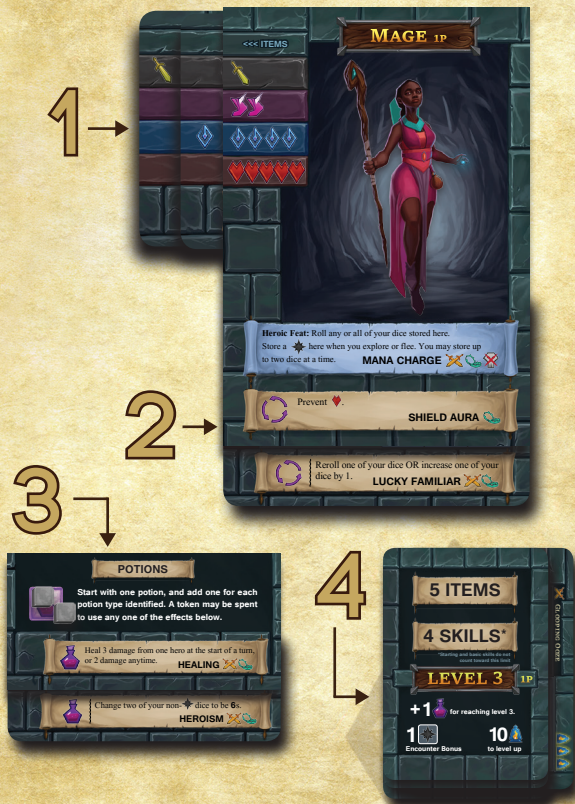 1
<<< ITEMS
MAGE 1P
Heroic Feat: Roll any or all of your dice stored here.
Store a here when you explore or flee. You may store up
to two dice at a time. MANA CHARGE
2
Prevent .
SHIELD AURA
Reroll one of your dice OR increase one of your
dice by 1. LUCKY FAMILIAR
3
POTIONS
Start with one potion, and add one for each
potion type identified. A token may be spent
to use any one of the effects below.
Heal 3 damage from one hero at the start of a turn,
or 2 damage anytime. HEALING
Change two of your non- dice to be 6s.
HEROISM
4
5 ITEMS
4 SKILLS*
*Starting and basic skills do not
count toward this limit
LEVEL 3 1P
+1 for reaching level 3.
1 10
Encounter Bonus to level up
GLOOPING OOZE